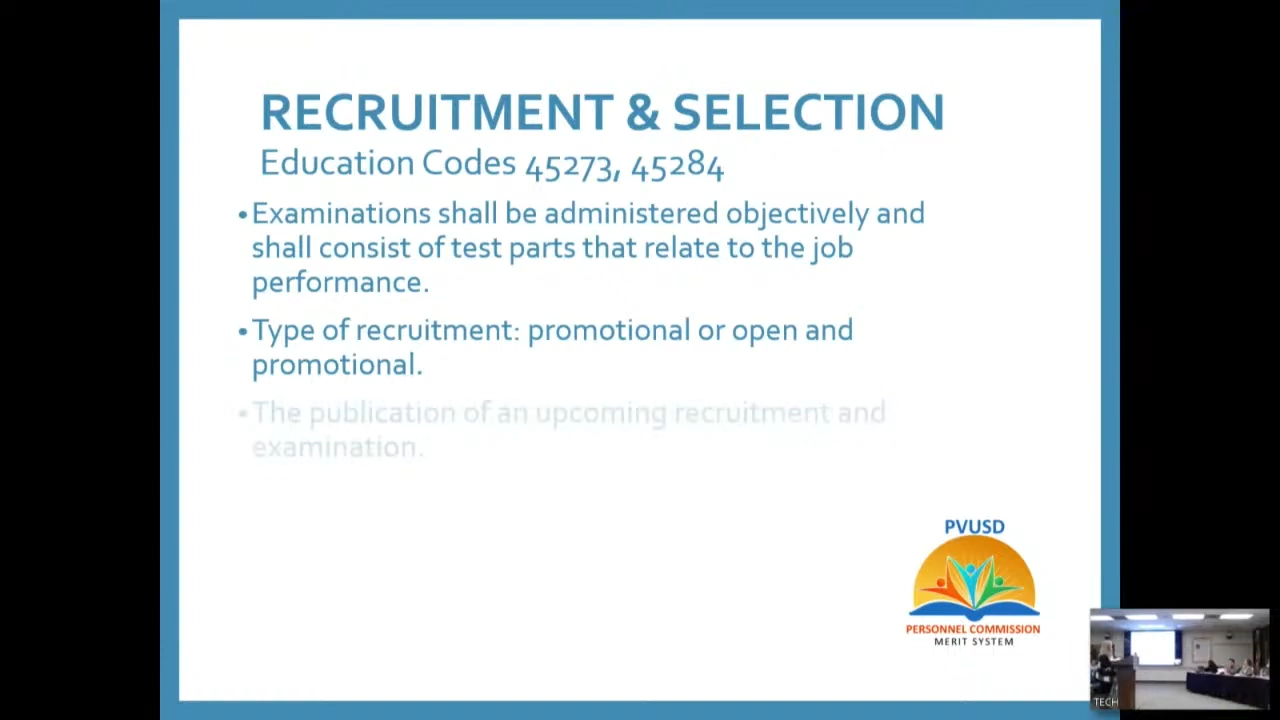 RECRUITMENT & SELECTION
Education Codes 45273, 45284
•Examinations shall be administered objectively and
shall consist of test parts that relate to the job
performance.
•Type of recruitment: promotional or open and
promotional.
•The publication of an upcoming recruitment and
examination.
PVUSD
PERSONNEL COMMISSION
MERIT SYSTEM
TECH